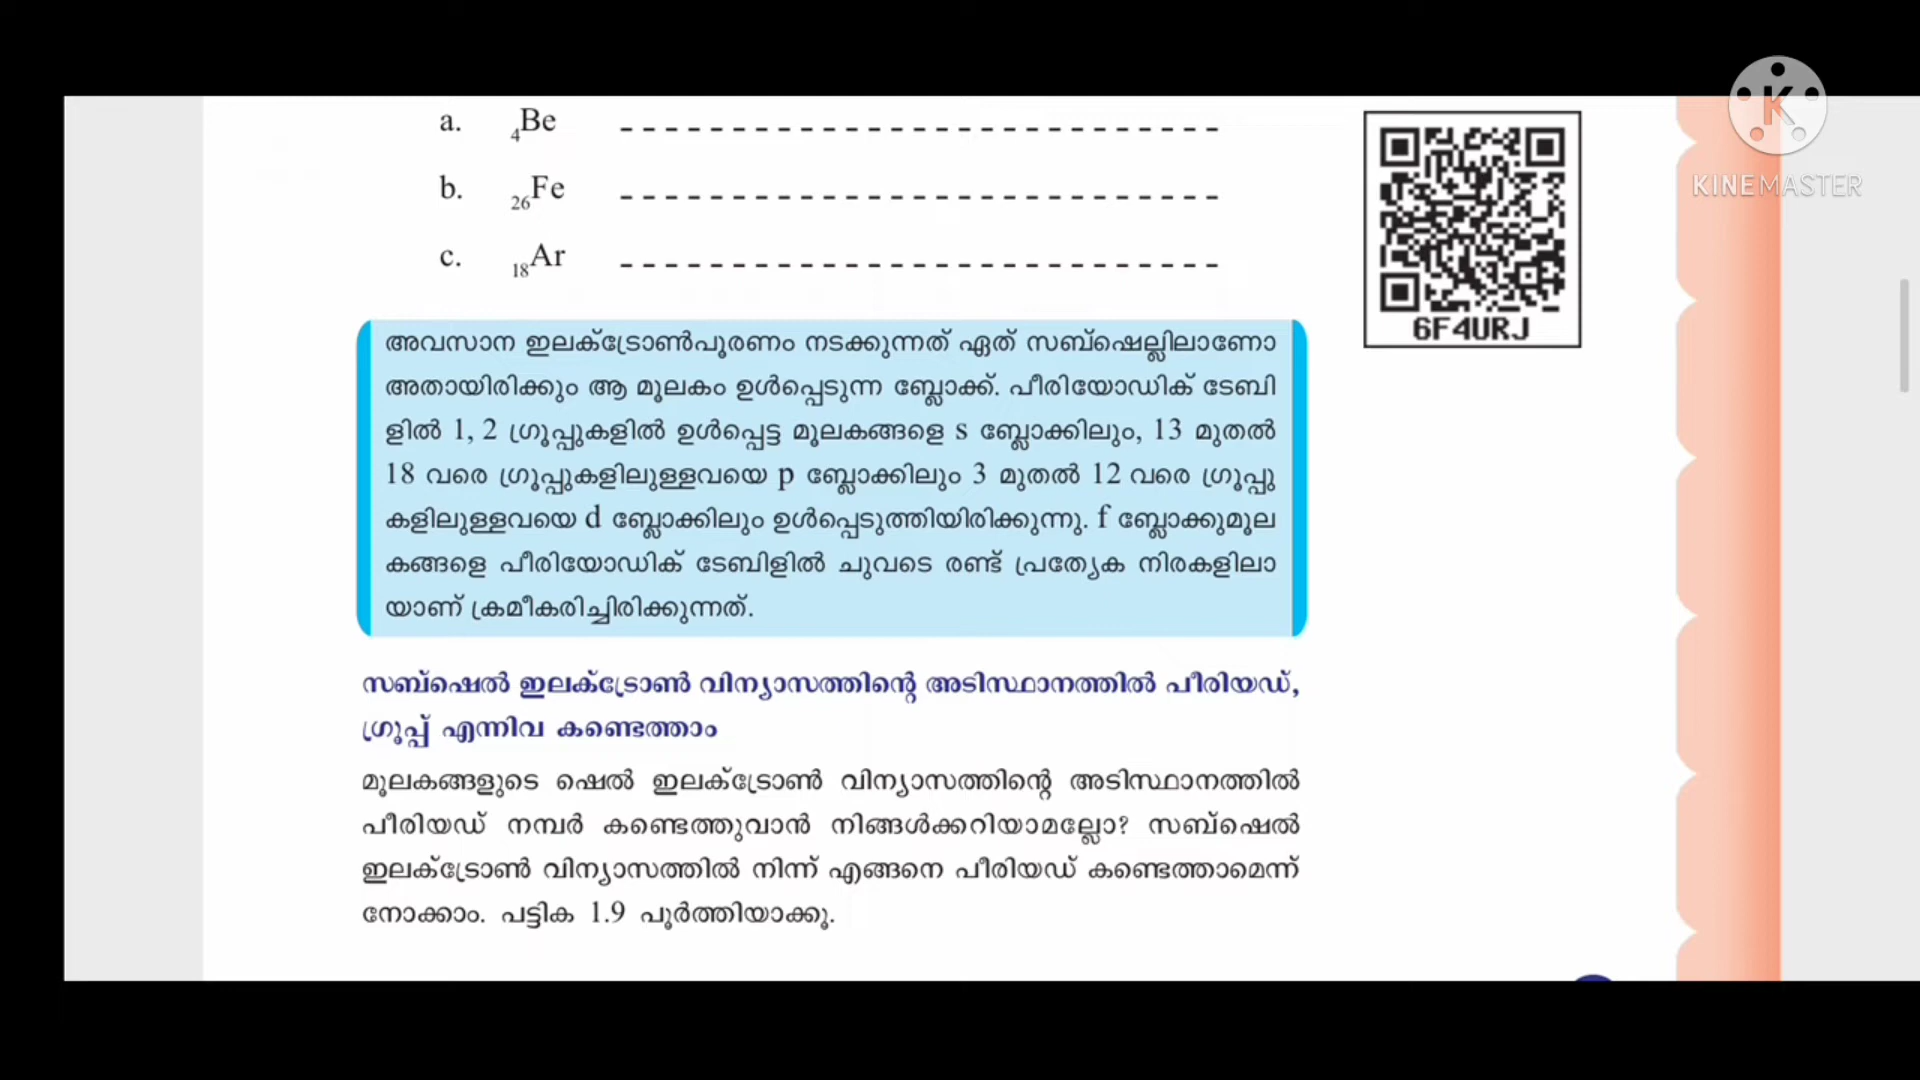 a. ₄Be --------------------------
b. ₂₆Fe --------------------------
c. ₁₈Ar --------------------------
6F4URJ
KINEMASTER
അവസാന ഇലക്ട്രോൺപൂരണം നടക്കുന്നത് ഏത് സബ്ഷെല്ലിലാണോ
അതായിരിക്കും ആ മൂലകം ഉൾപ്പെടുന്ന ബ്ലോക്ക്. പീരിയോഡിക് ടേബി
ളിൽ 1, 2 ഗ്രൂപ്പുകളിൽ ഉൾപ്പെട്ട മൂലകങ്ങളെ s ബ്ലോക്കിലും, 13 മുതൽ
18 വരെ ഗ്രൂപ്പുകളിലുള്ളവയെ p ബ്ലോക്കിലും 3 മുതൽ 12 വരെ ഗ്രൂപ്പു
കളിലുള്ളവയെ d ബ്ലോക്കിലും ഉൾപ്പെടുത്തിയിരിക്കുന്നു. f ബ്ലോക്കുമൂല
കങ്ങളെ പീരിയോഡിക് ടേബിളിൽ ചുവടെ രണ്ട് പ്രത്യേക നിരകളിലാ
യാണ് ക്രമീകരിച്ചിരിക്കുന്നത്.
സബ്ഷെൽ ഇലക്ട്രോൺ വിന്യാസത്തിന്റെ അടിസ്ഥാനത്തിൽ പീരിയഡ്,
ഗ്രൂപ്പ് എന്നിവ കണ്ടെത്താം
മൂലകങ്ങളുടെ ഷെൽ ഇലക്ട്രോൺ വിന്യാസത്തിന്റെ അടിസ്ഥാനത്തിൽ
പീരിയഡ് നമ്പർ കണ്ടെത്തുവാൻ നിങ്ങൾക്കറിയാമല്ലോ? സബ്ഷെൽ
ഇലക്ട്രോൺ വിന്യാസത്തിൽ നിന്ന് എങ്ങനെ പീരിയഡ് കണ്ടെത്താമെന്ന്
നോക്കാം. പട്ടിക 1.9 പൂർത്തിയാക്കൂ.